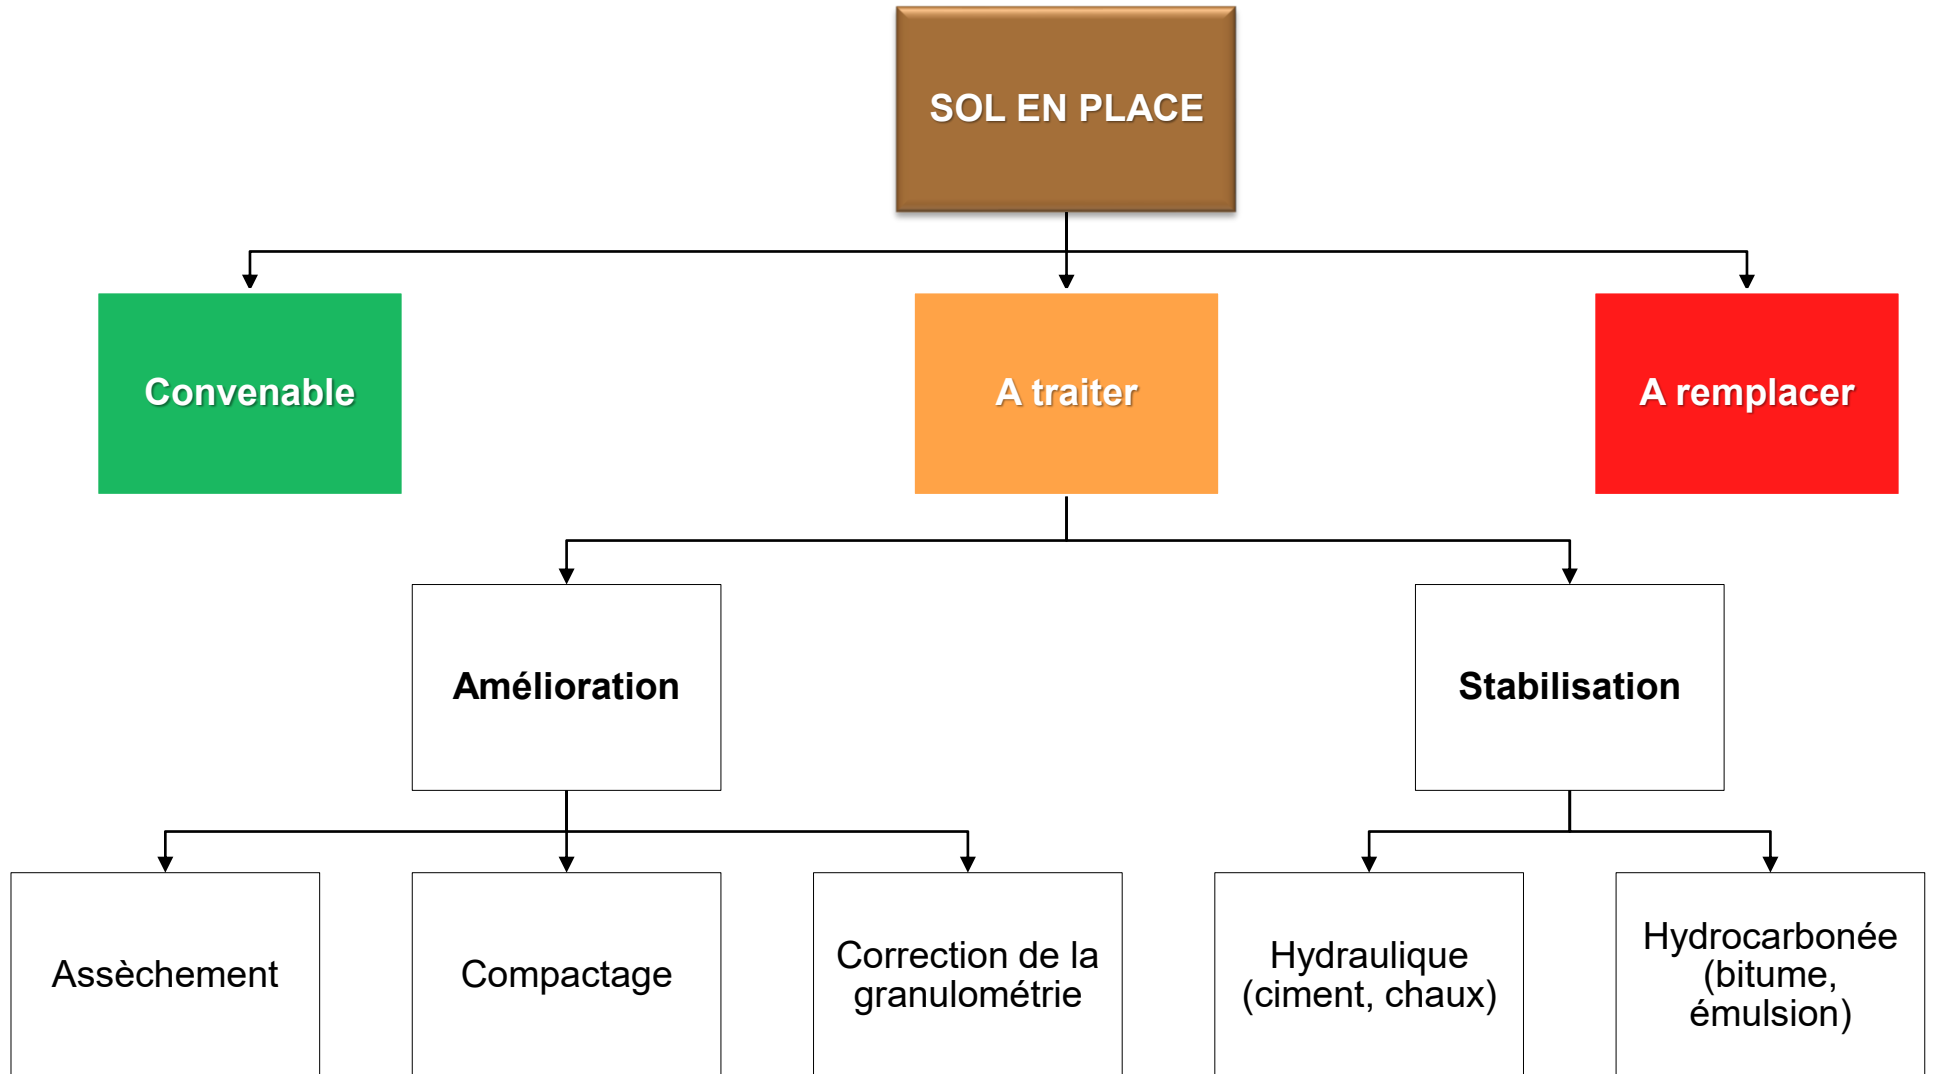 SOL EN PLACE
Convenable
A traiter
A remplacer
Amélioration
Stabilisation
Assèchement
Compactage
Correction de la
granulométrie
Hydraulique
(ciment, chaux)
Hydrocarbonée
(bitume,
émulsion)